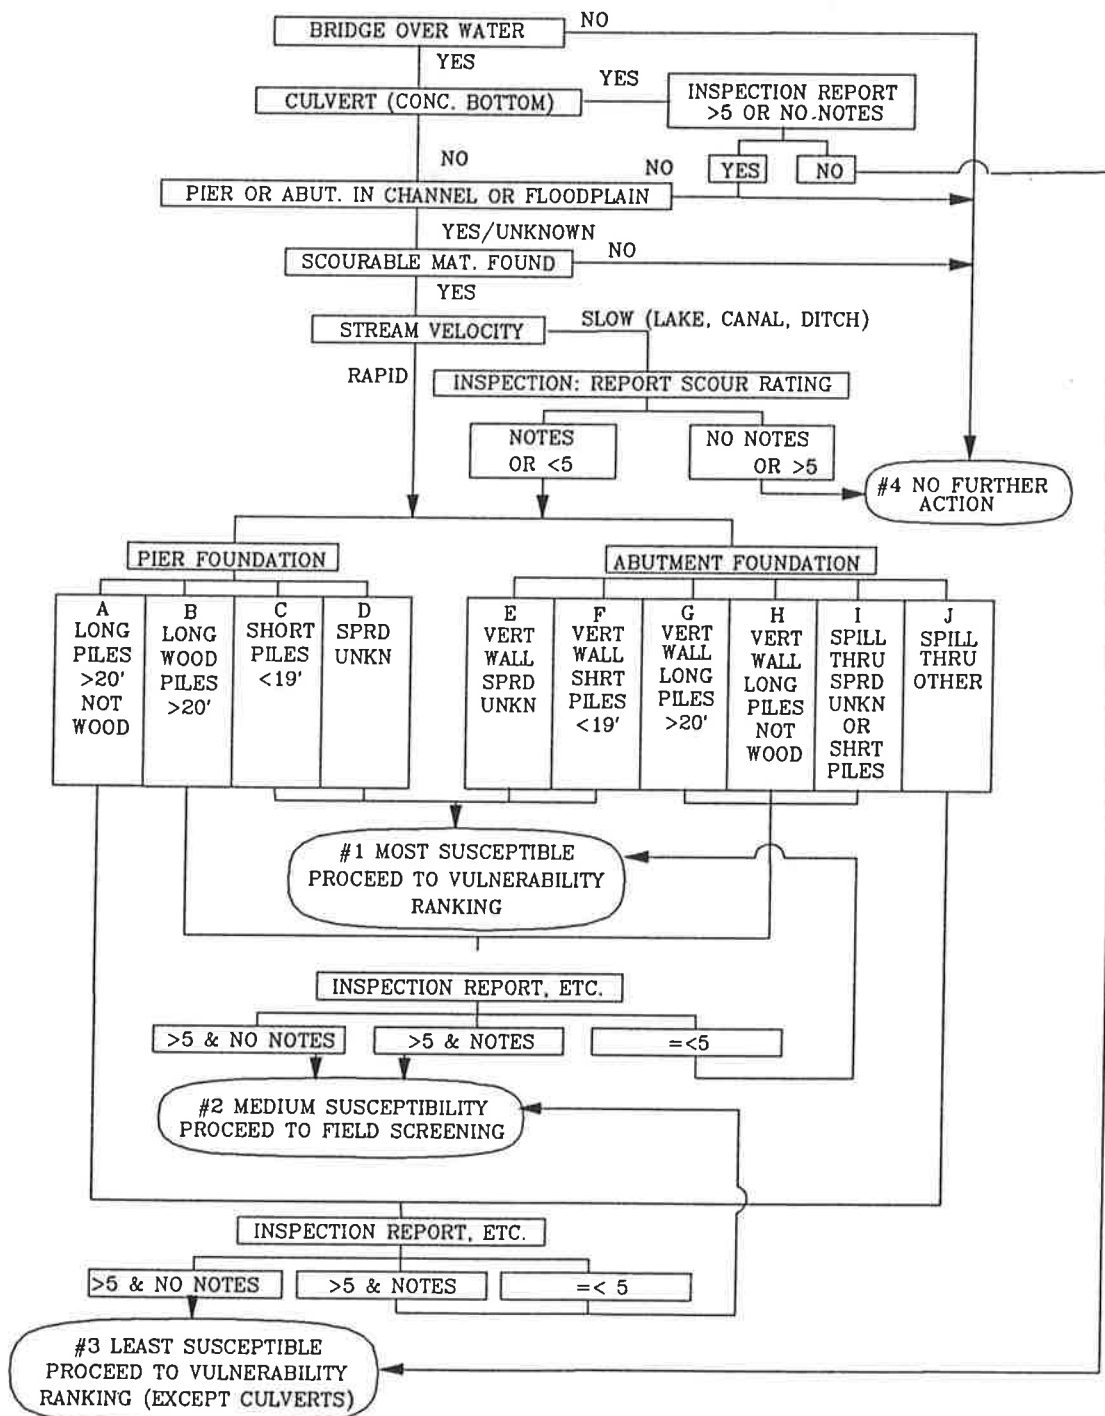 BRIDGE OVER WATER
NO
YES
CULVERT (CONC. BOTTOM)
YES
INSPECTION REPORT
>5 OR NO NOTES
NO
NO
YES
NO
PIER OR ABUT. IN CHANNEL OR FLOODPLAIN
YES/UNKNOWN
SCOURABLE MAT. FOUND
NO
YES
STREAM VELOCITY
SLOW (LAKE, CANAL, DITCH)
RAPID
INSPECTION: REPORT SCOUR RATING
NOTES
OR <5
NO NOTES
OR >5
#4 NO FURTHER
ACTION
PIER FOUNDATION
ABUTMENT FOUNDATION
A
LONG
PILES
>20'
NOT
WOOD
B
LONG
WOOD
PILES
>20'
C
SHORT
PILES
<19'
D
SPRD
UNKN
E
VERT
WALL
SPRD
UNKN
F
VERT
WALL
SHRT
PILES
<19'
G
VERT
WALL
LONG
PILES
>20'
H
VERT
WALL
LONG
PILES
NOT
WOOD
I
SPILL
THRU
SPRD
UNKN
OR
SHRT
PILES
J
SPILL
THRU
OTHER
#1 MOST SUSCEPTIBLE
PROCEED TO VULNERABILITY
RANKING
INSPECTION REPORT, ETC.
>5 & NO NOTES
>5 & NOTES
=<5
#2 MEDIUM SUSCEPTIBILITY
PROCEED TO FIELD SCREENING
INSPECTION REPORT, ETC.
>5 & NO NOTES
>5 & NOTES
=< 5
#3 LEAST SUSCEPTIBLE
PROCEED TO VULNERABILITY
RANKING (EXCEPT CULVERTS)